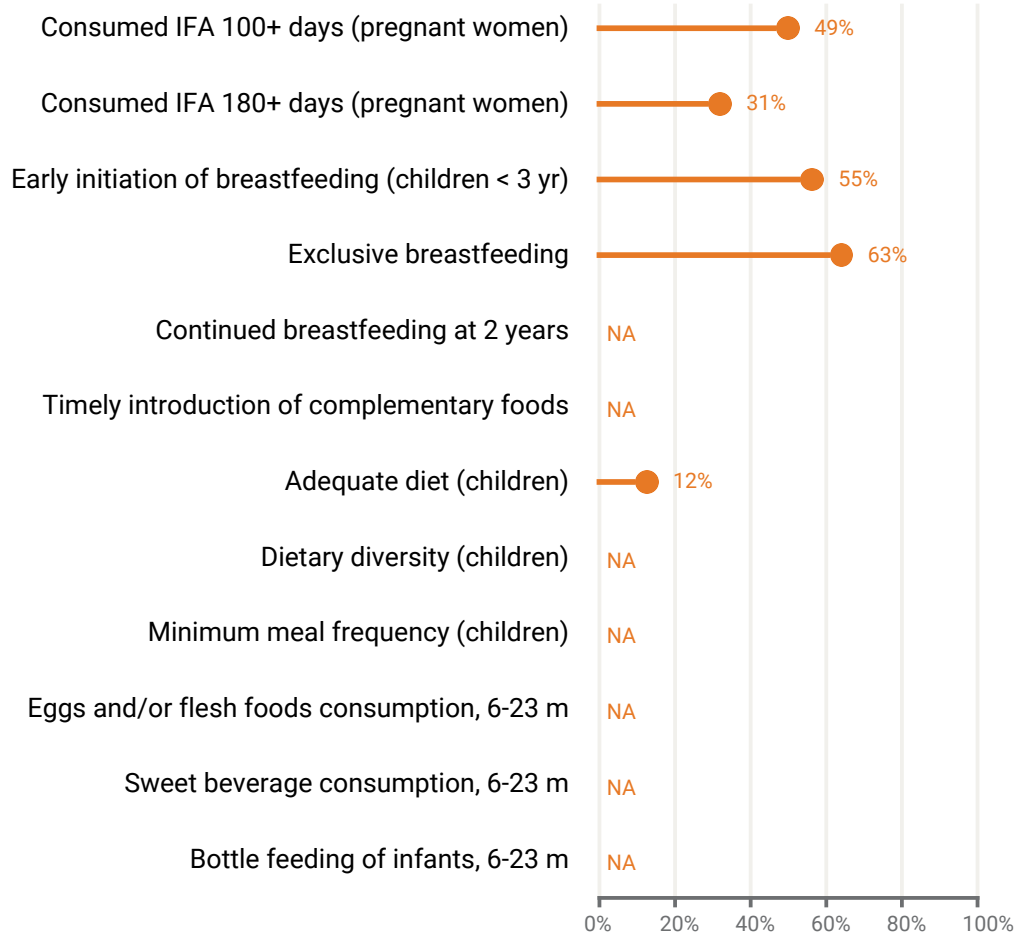 Consumed IFA 100+ days (pregnant women) 49%
Consumed IFA 180+ days (pregnant women) 31%
Early initiation of breastfeeding (children < 3 yr) 55%
Exclusive breastfeeding 63%
Continued breastfeeding at 2 years NA
Timely introduction of complementary foods NA
Adequate diet (children) 12%
Dietary diversity (children) NA
Minimum meal frequency (children) NA
Eggs and/or flesh foods consumption, 6-23 m NA
Sweet beverage consumption, 6-23 m NA
Bottle feeding of infants, 6-23 m NA
0% 20% 40% 60% 80% 100%